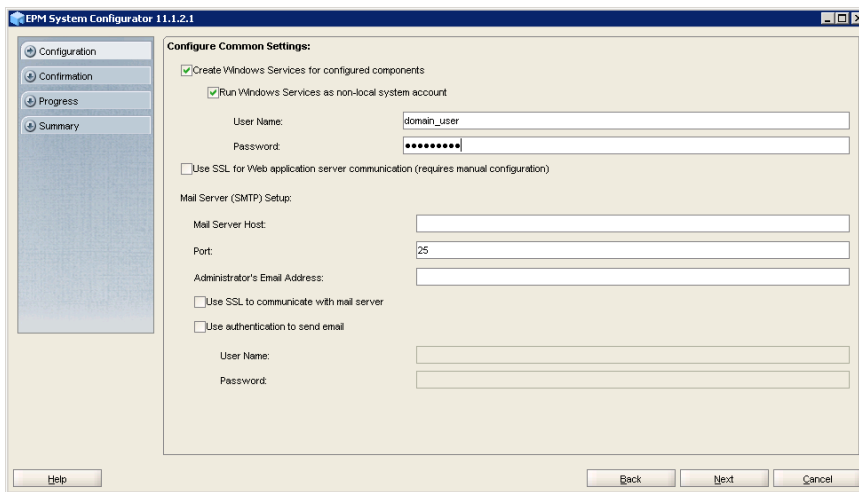 EPM System Configurator 11.1.2.1
Configuration
Confirmation
Progress
Summary
Configure Common Settings:
Create Windows Services for configured components
Run Windows Services as non-local system account
User Name: domain_user
Password: ●●●●●●●●●
Use SSL for Web application server communication (requires manual configuration)
Mail Server (SMTP) Setup:
Mail Server Host:
Port: 25
Administrator's Email Address:
Use SSL to communicate with mail server
Use authentication to send email
User Name:
Password:
Help Back Next Cancel